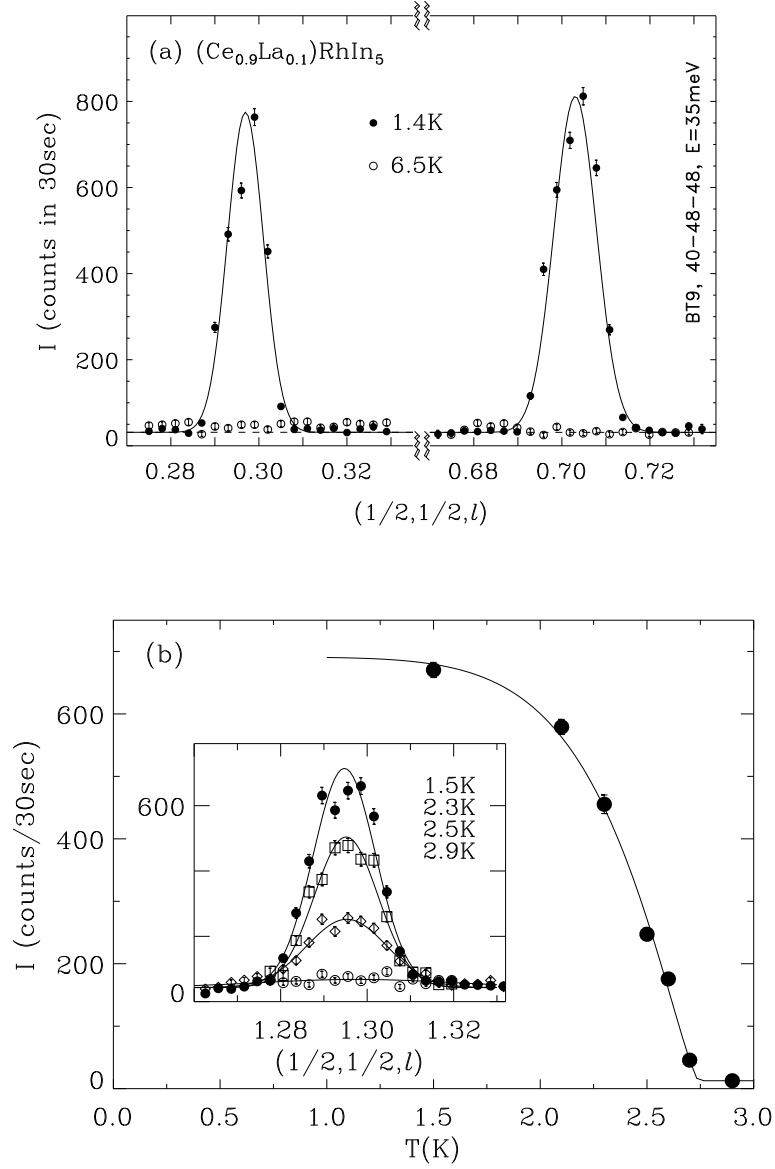 (a) (Ce0.9La0.1)RhIn5
1.4K
6.5K
BT9, 40-48-48, E=35meV
I (counts in 30sec)
800
600
400
200
0
0.28 0.30 0.32 0.68 0.70 0.72
(1/2,1/2,l)
(b)
I (counts/30sec)
600
400
200
0
600
0
1.5K
2.3K
2.5K
2.9K
1.28 1.30 1.32
(1/2,1/2,l)
0.0 0.5 1.0 1.5 2.0 2.5 3.0
T(K)